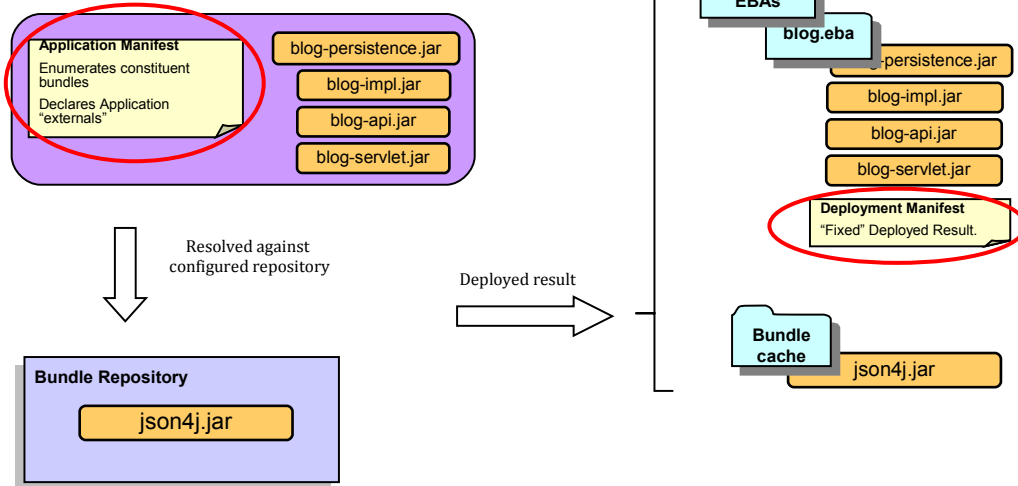 Application Manifest
Enumerates constituent
bundles
Declares Application
“externals”
blog-persistence.jar
blog-impl.jar
blog-api.jar
blog-servlet.jar
Resolved against
configured repository
Bundle Repository
json4j.jar
Deployed result
EBAs
blog.eba
-persistence.jar
blog-impl.jar
blog-api.jar
blog-servlet.jar
Deployment Manifest
“Fixed” Deployed Result.
Bundle
cache
json4j.jar